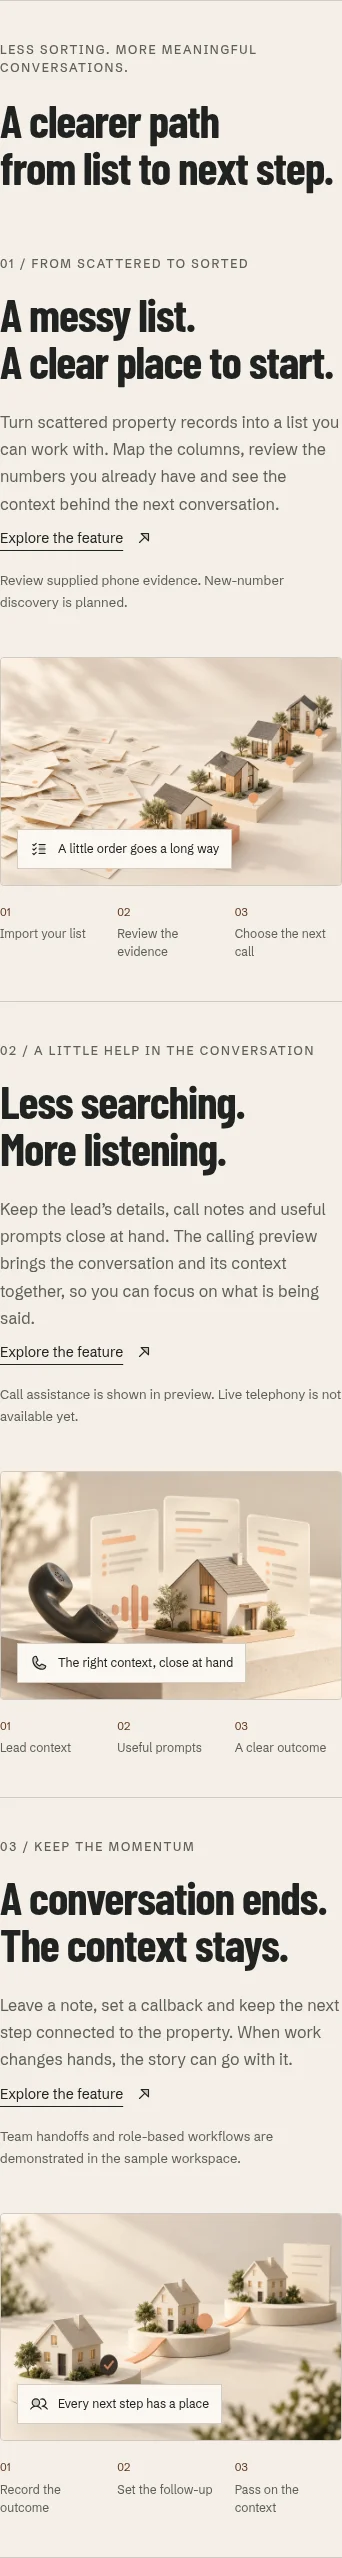 LESS SORTING. MORE MEANINGFUL
CONVERSATIONS.
A clearer path
from list to next step.
01 / FROM SCATTERED TO SORTED
A messy list.
A clear place to start.
Turn scattered property records into a list you
can work with. Map the columns, review the
numbers you already have and see the
context behind the next conversation.
Explore the feature
Review supplied phone evidence. New-number
discovery is planned.
A little order goes a long way
01
Import your list
02
Review the
evidence
03
Choose the next
call
02 / A LITTLE HELP IN THE CONVERSATION
Less searching.
More listening.
Keep the lead’s details, call notes and useful
prompts close at hand. The calling preview
brings the conversation and its context
together, so you can focus on what is being
said.
Explore the feature
Call assistance is shown in preview. Live telephony is not
available yet.
The right context, close at hand
01
Lead context
02
Useful prompts
03
A clear outcome
03 / KEEP THE MOMENTUM
A conversation ends.
The context stays.
Leave a note, set a callback and keep the next
step connected to the property. When work
changes hands, the story can go with it.
Explore the feature
Team handoffs and role-based workflows are
demonstrated in the sample workspace.
Every next step has a place
01
Record the
outcome
02
Set the follow-up
03
Pass on the
context